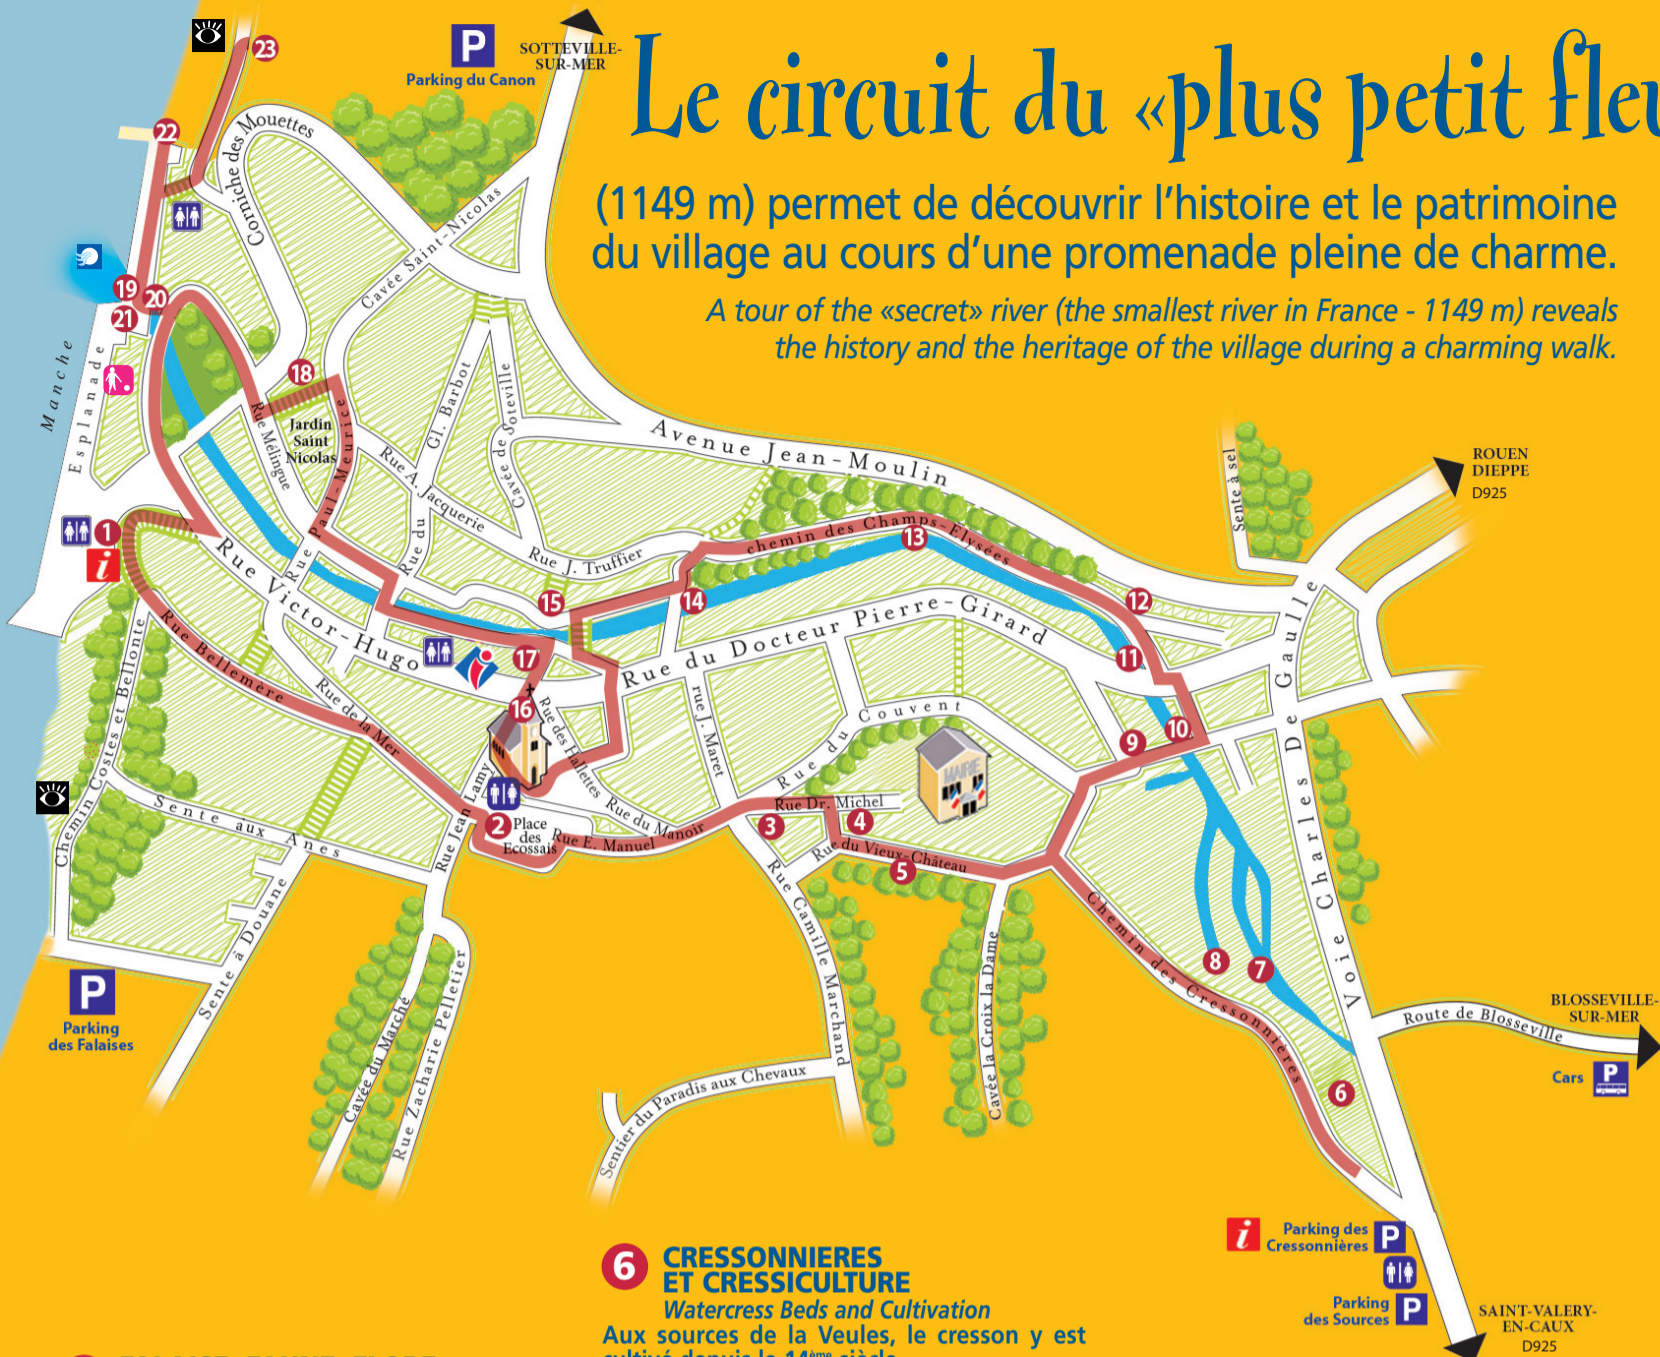 Le circuit du «plus petit fleu
(1149 m) permet de découvrir l'histoire et le patrimoine
du village au cours d'une promenade pleine de charme.
A tour of the «secret» river (the smallest river in France - 1149 m) reveals
the history and the heritage of the village during a charming walk.
P
Parking du Canon
SOTTEVILLE-
SUR-MER
23
22
Corniche des Mouettes
Cavée Saint-Nicolas
19
20
21
Manche
Esplanade
18
Jardin
Saint
Nicolas
Rue Mélingue
Rue Paul-Meurice
Rue A. Jacquerie
Rue du Gl. Barbot
Cavée de Soteville
Avenue Jean-Moulin
Sente à sel
ROUEN
DIEPPE
D925
1
i
Rue Victor-Hugo
Rue J. Truffier
chemin des Champs-Elysées
13
15
14
12
11
Rue du Docteur Pierre-Girard
Rue Bellemère
Rue de la Mer
17
16
Rue des Hallettes
rue J. Maret
Rue du Couvent
9
10
MAIRIE
Voie Charles De Gaulle
Chemin Costes et Bellonte
Sente aux Anes
Rue Jean Lamy
2
Place
des
Ecossais
Rue E. Manuel
Rue du Manoir
3
Rue Dr. Michel
4
Rue du Vieux-Château
5
Rue Camille Marchand
Cavée la Croix la Dame
Chemin des Cressonnières
8
7
6
Sente à Douane
P
Parking
des Falaises
Cavée du Marché
Rue Zacharie Pelletier
Sentier du Paradis aux Chevaux
Route de Blosseville
BLOSSEVILLE-
SUR-MER
Cars P
i
Parking des
Cressonnières P
Parking
des Sources P
SAINT-VALERY-
EN-CAUX
D925
6 CRESSONNIERES
ET CRESSICULTURE
Watercress Beds and Cultivation
Aux sources de la Veules, le cresson y est
cultivé depuis le 14ème siècle